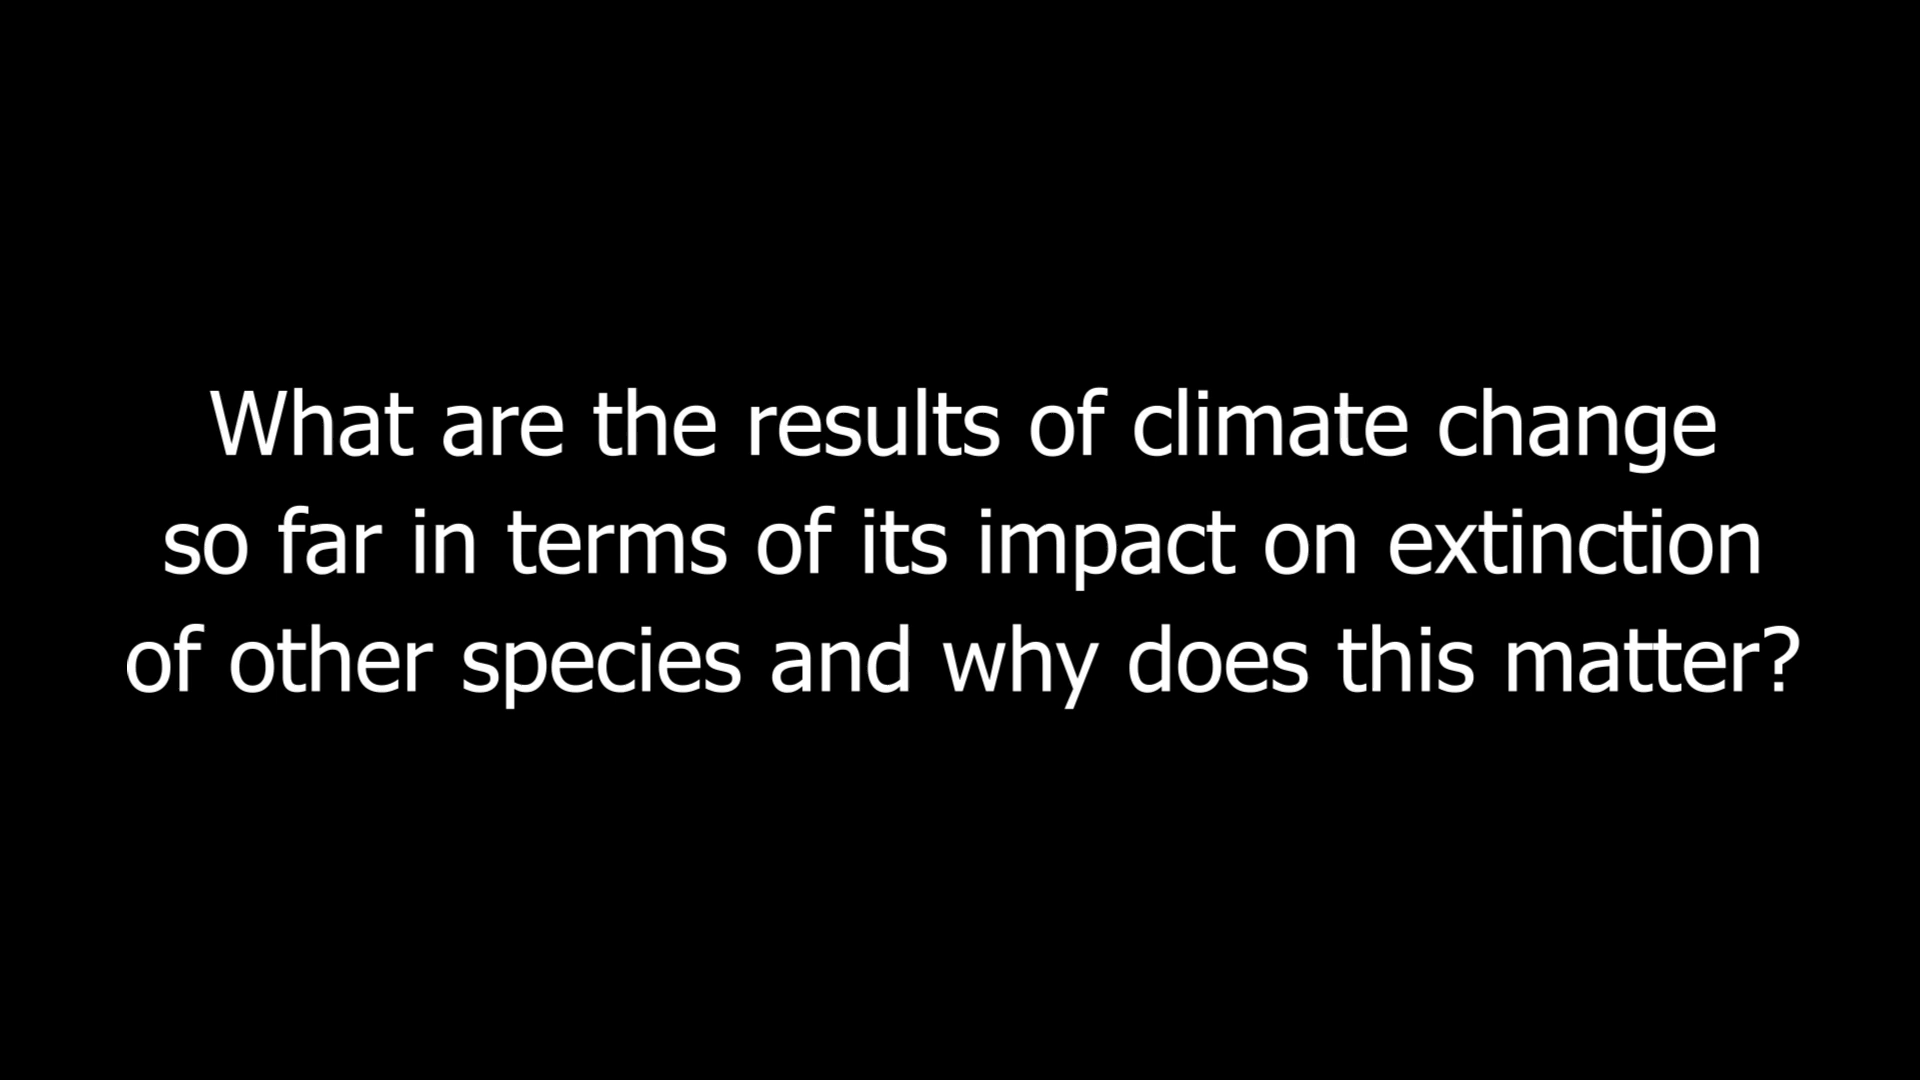 What are the results of climate change
so far in terms of its impact on extinction
of other species and why does this matter?